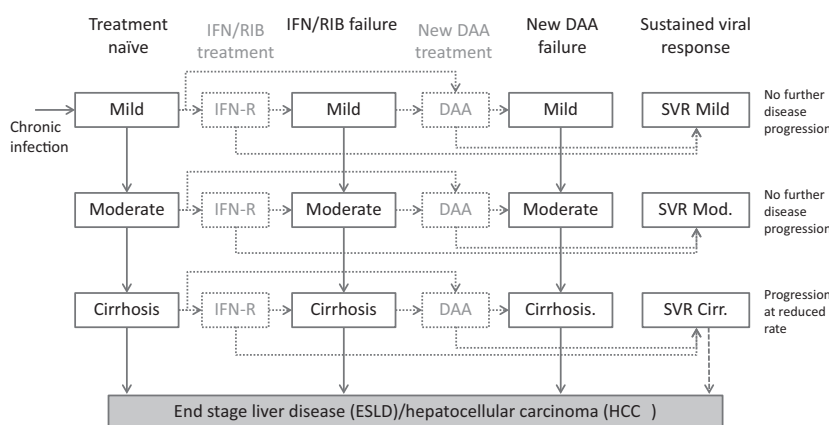 Treatment
naïve
IFN/RIB
treatment
IFN/RIB failure
New DAA
treatment
New DAA
failure
Sustained viral
response
Chronic
infection
Mild
IFN-R
Mild
DAA
Mild
SVR Mild
No further
disease
progression
Moderate
IFN-R
Moderate
DAA
Moderate
SVR Mod.
No further
disease
progression
Cirrhosis
IFN-R
Cirrhosis
DAA
Cirrhosis.
SVR Cirr.
Progression
at reduced
rate
End stage liver disease (ESLD)/hepatocellular carcinoma (HCC )